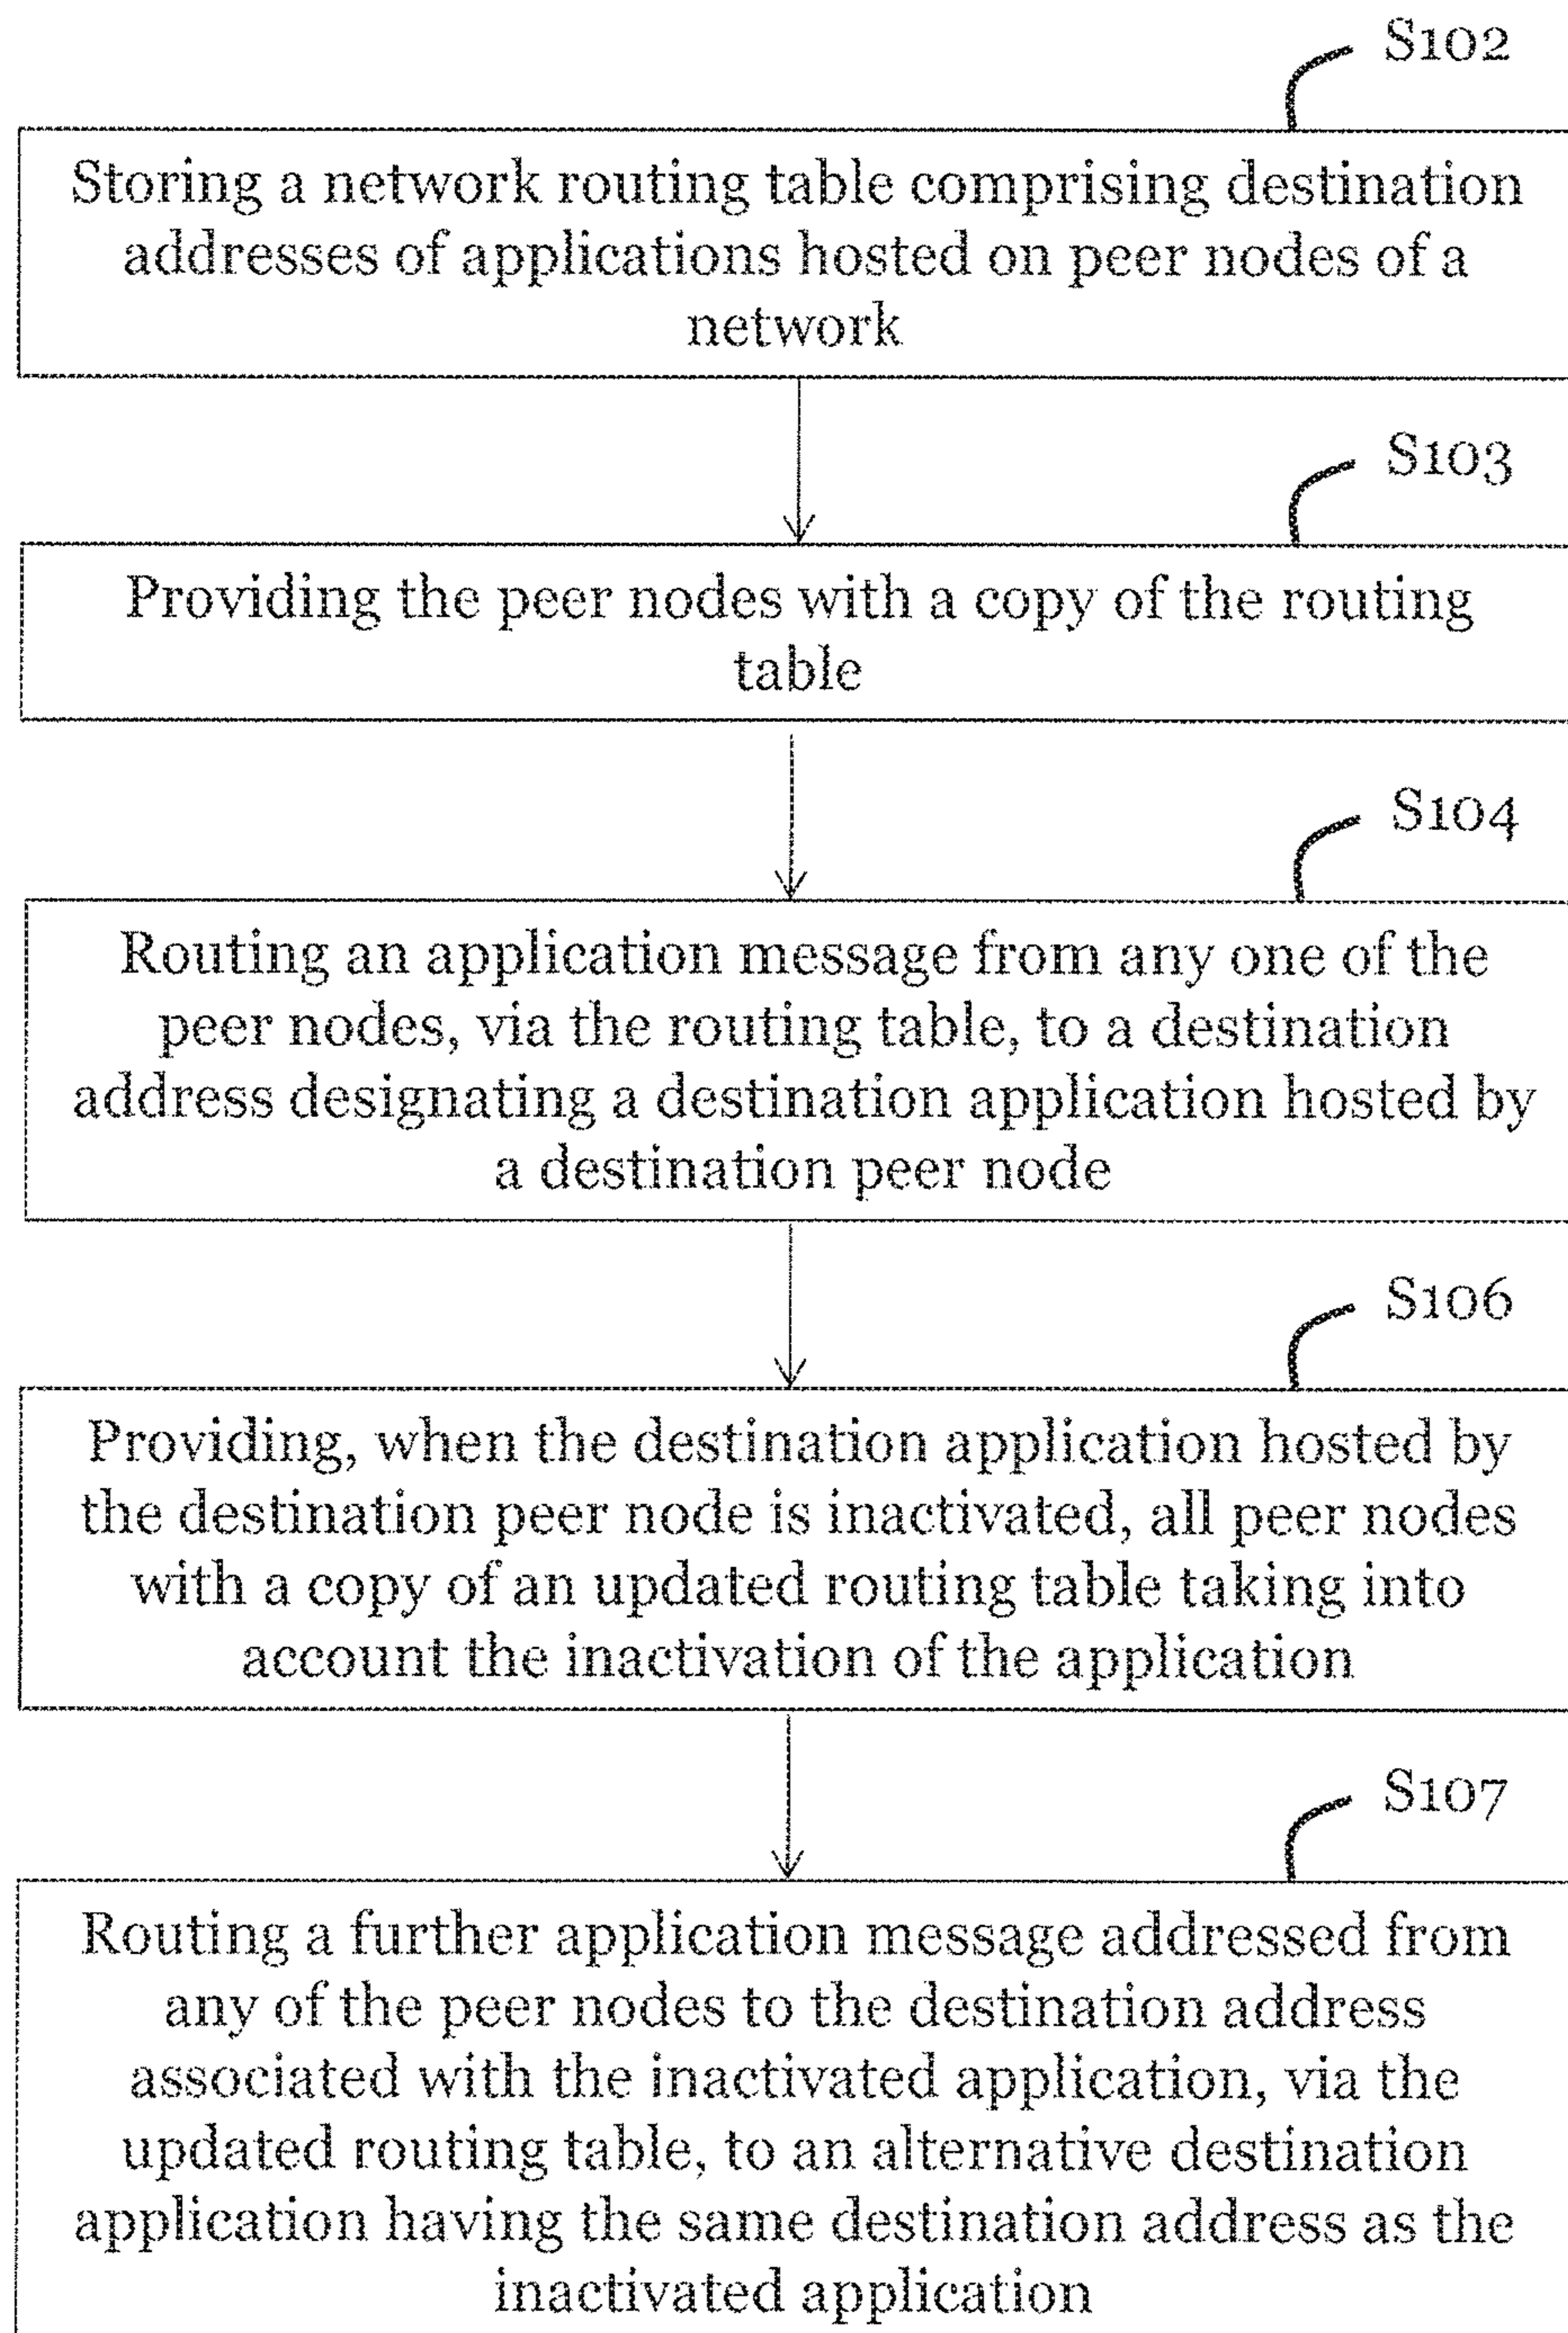 S102
Storing a network routing table comprising destination
addresses of applications hosted on peer nodes of a
network
S103
Providing the peer nodes with a copy of the routing
table
S104
Routing an application message from any one of the
peer nodes, via the routing table, to a destination
address designating a destination application hosted by
a destination peer node
S106
Providing, when the destination application hosted by
the destination peer node is inactivated, all peer nodes
with a copy of an updated routing table taking into
account the inactivation of the application
S107
Routing a further application message addressed from
any of the peer nodes to the destination address
associated with the inactivated application, via the
updated routing table, to an alternative destination
application having the same destination address as the
inactivated application